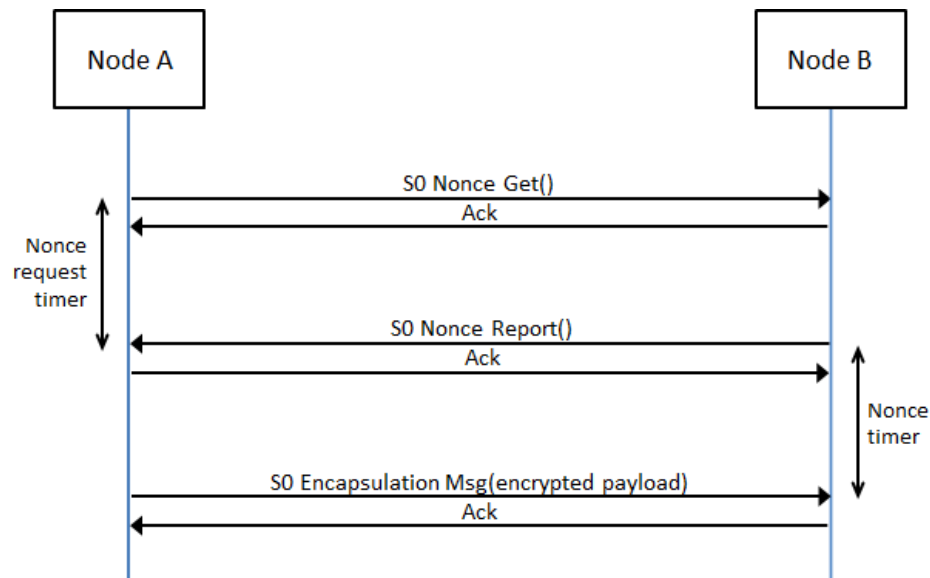 Node A
Node B
S0 Nonce Get()
Ack
Nonce
request
timer
S0 Nonce Report()
Ack
Nonce
timer
S0 Encapsulation Msg(encrypted payload)
Ack